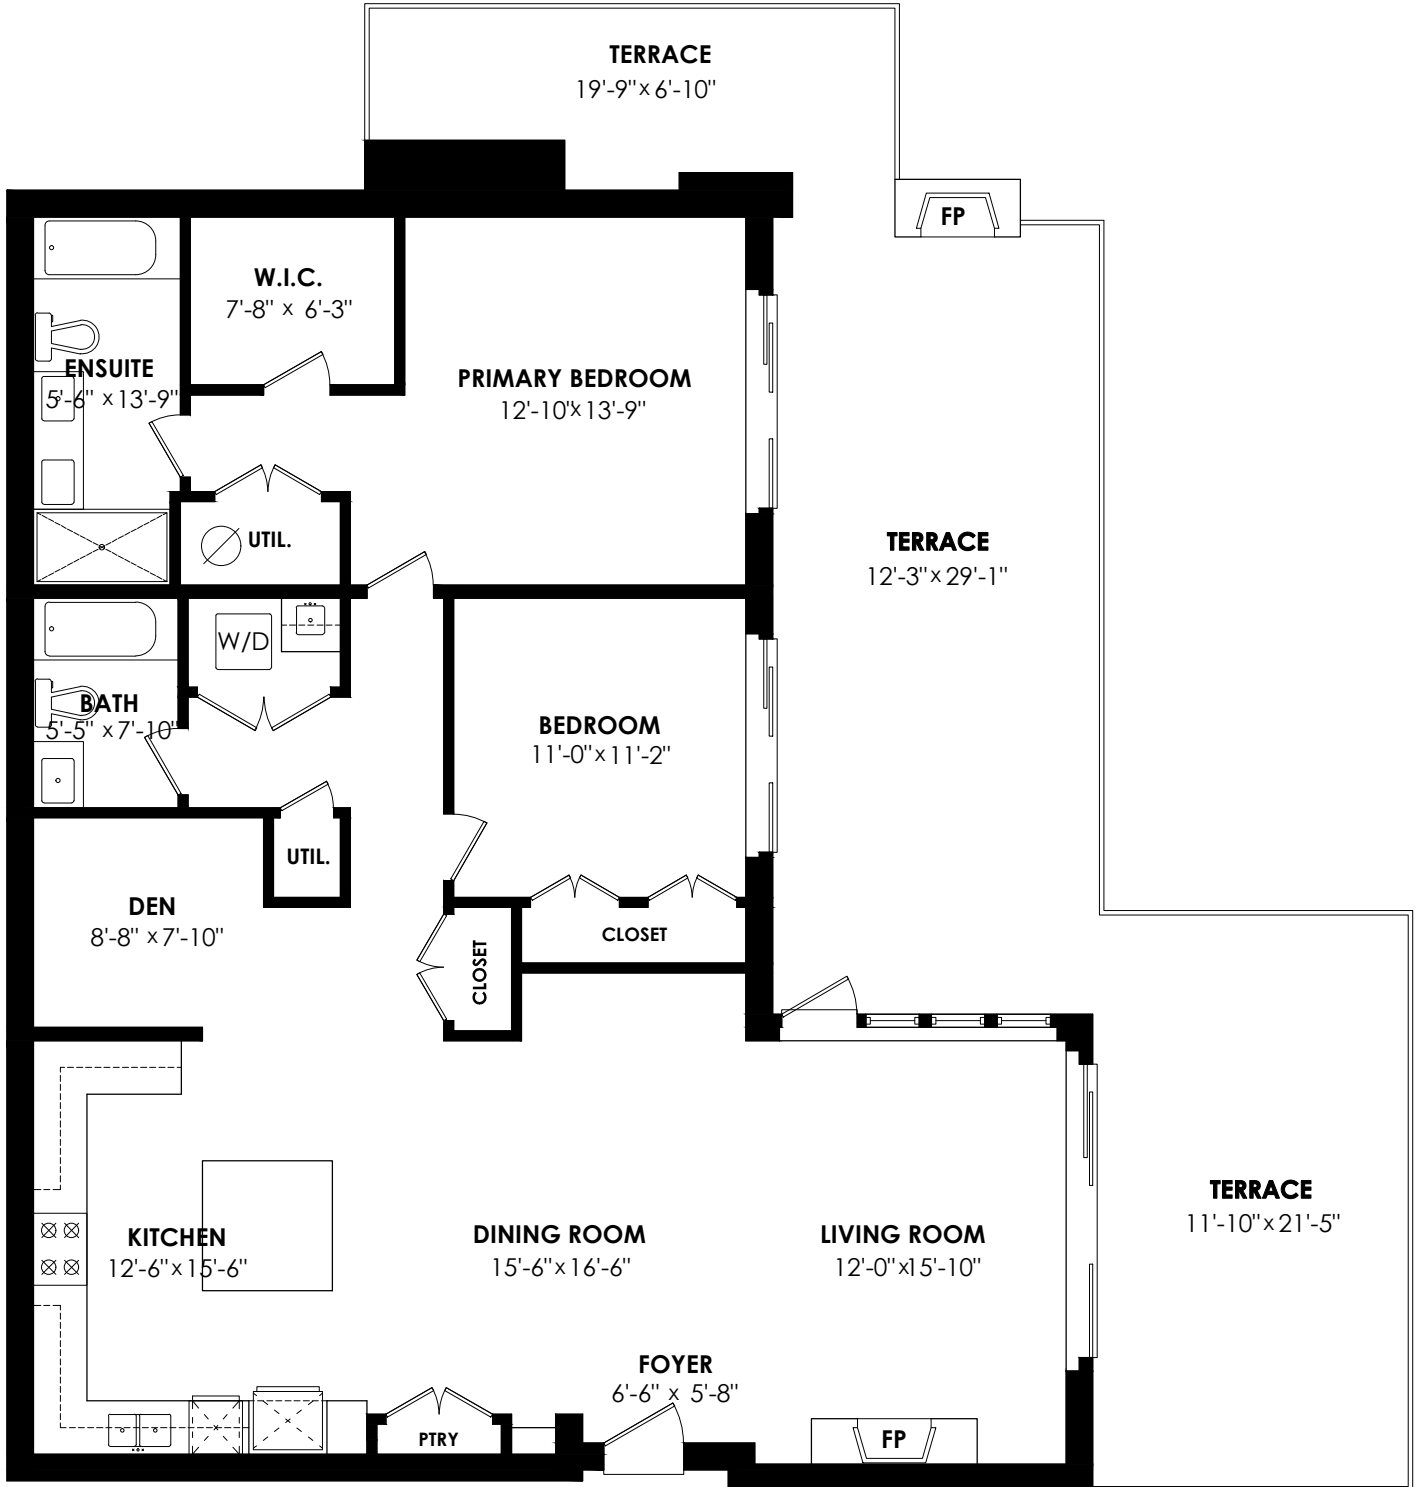 TERRACE
19'-9" x 6'-10"
FP
W.I.C.
7'-8" x 6'-3"
ENSUITE
5'-6" x 13'-9"
PRIMARY BEDROOM
12'-10" x 13'-9"
UTIL.
TERRACE
12'-3" x 29'-1"
W/D
BATH
5'-5" x 7'-10"
BEDROOM
11'-0" x 11'-2"
UTIL.
DEN
8'-8" x 7'-10"
CLOSET
CLOSET
TERRACE
11'-10" x 21'-5"
KITCHEN
12'-6" x 15'-6"
DINING ROOM
15'-6" x 16'-6"
LIVING ROOM
12'-0" x 15'-10"
FOYER
6'-6" x 5'-8"
PTRY
FP